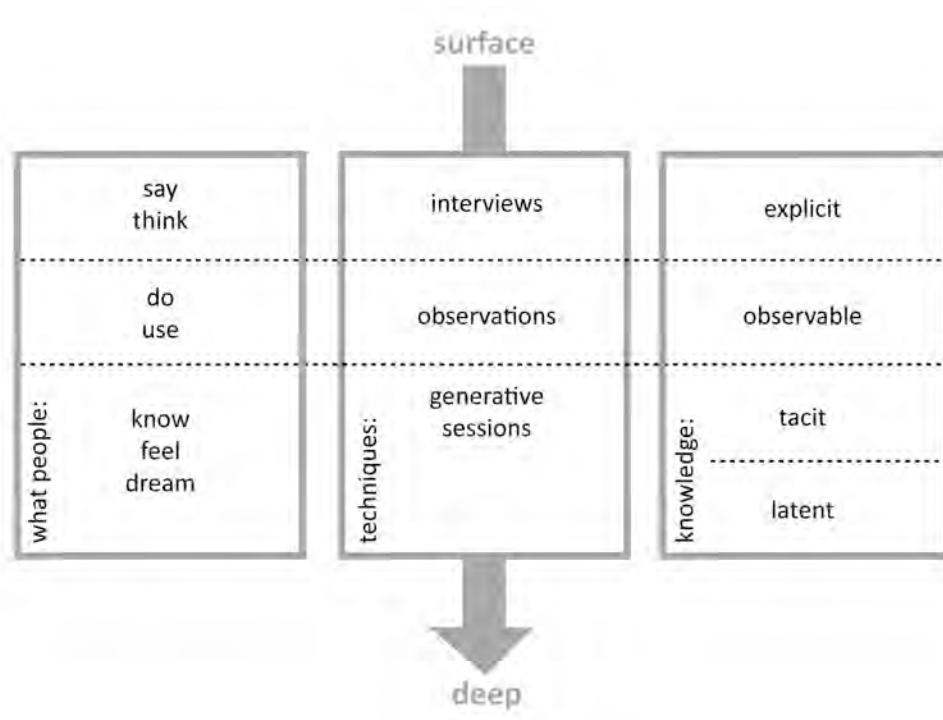 surface
say
think
interviews
explicit
do
use
observations
observable
what people:
know
feel
dream
techniques:
generative
sessions
knowledge:
tacit
latent
deep